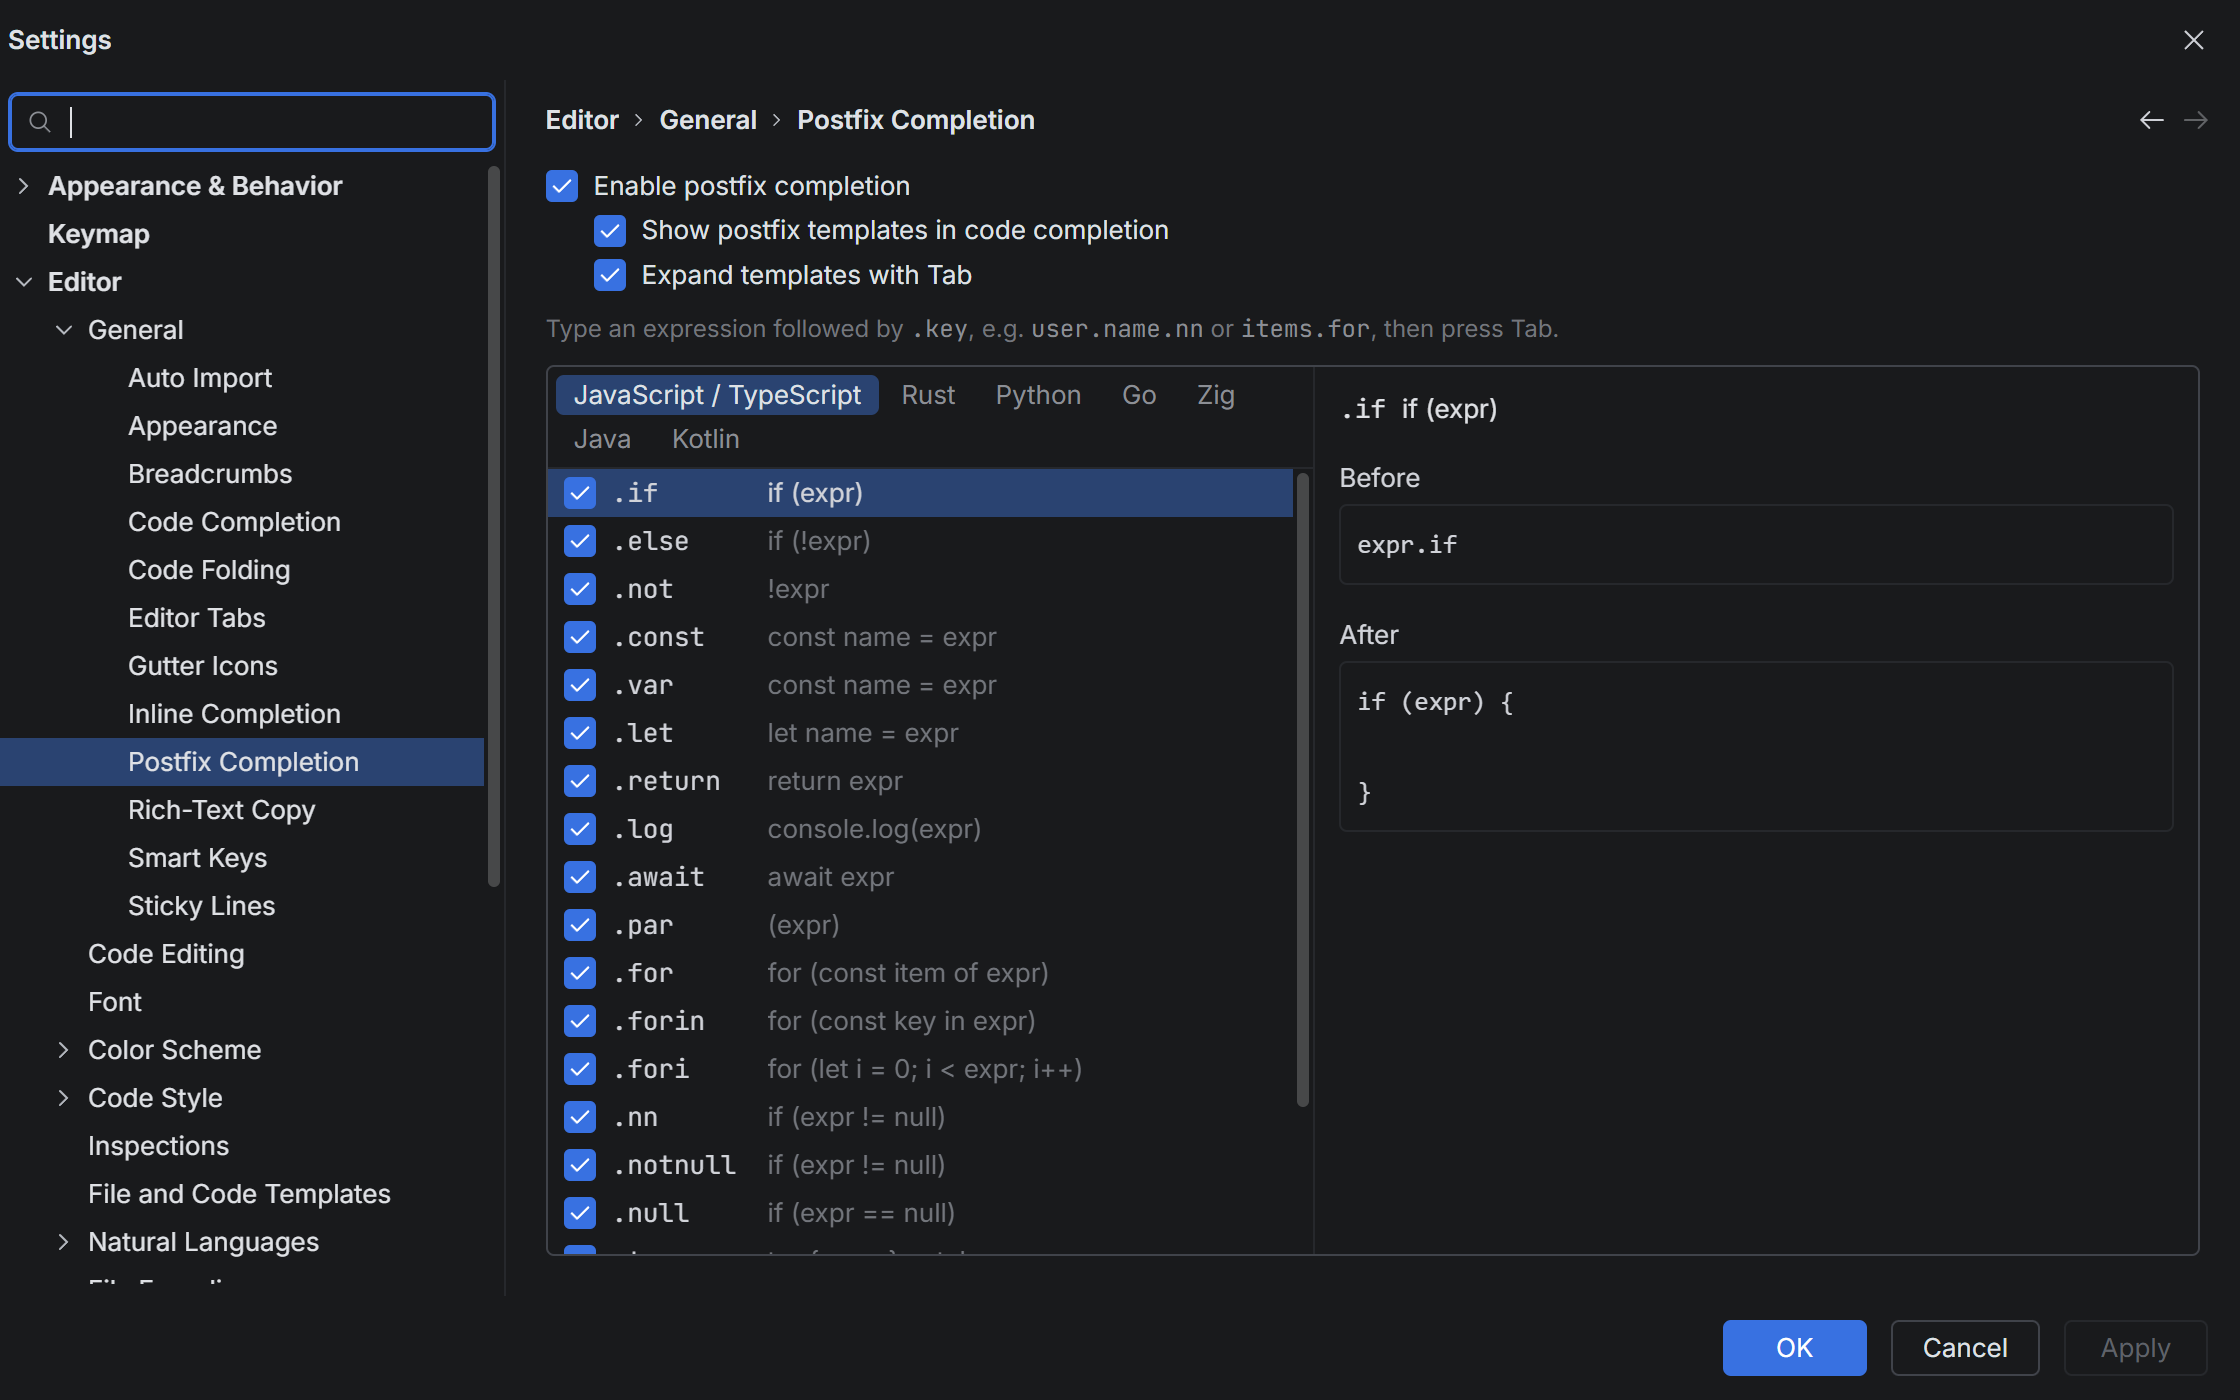 Settings
Appearance & Behavior
Keymap
Editor
General
Auto Import
Appearance
Breadcrumbs
Code Completion
Code Folding
Editor Tabs
Gutter Icons
Inline Completion
Postfix Completion
Rich-Text Copy
Smart Keys
Sticky Lines
Code Editing
Font
Color Scheme
Code Style
Inspections
File and Code Templates
Natural Languages
Editor › General › Postfix Completion
Enable postfix completion
Show postfix templates in code completion
Expand templates with Tab
Type an expression followed by .key, e.g. user.name.nn or items.for, then press Tab.
JavaScript / TypeScript Rust Python Go Zig
Java Kotlin
.if if (expr)
.else if (!expr)
.not !expr
.const const name = expr
.var const name = expr
.let let name = expr
.return return expr
.log console.log(expr)
.await await expr
.par (expr)
.for for (const item of expr)
.forin for (const key in expr)
.fori for (let i = 0; i < expr; i++)
.nn if (expr != null)
.notnull if (expr != null)
.null if (expr == null)
.if if (expr)
Before
expr.if
After
if (expr) {
}
OK Cancel Apply